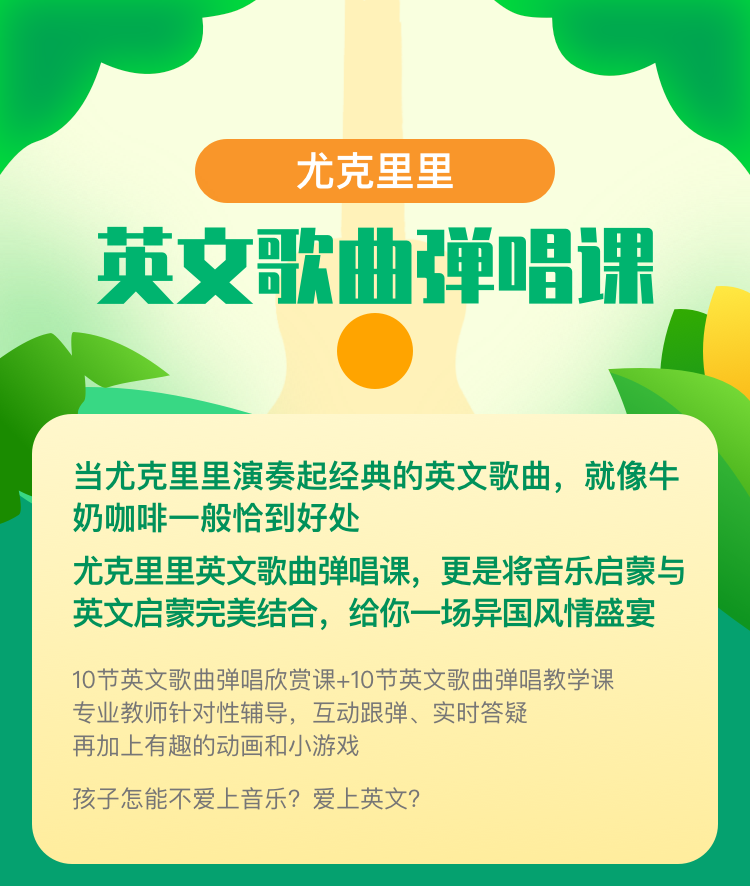 尤克里里
英文歌曲弹唱课
当尤克里里演奏起经典的英文歌曲，就像牛
奶咖啡一般恰到好处
尤克里里英文歌曲弹唱课，更是将音乐启蒙与
英文启蒙完美结合，给你一场异国风情盛宴
10节英文歌曲弹唱欣赏课+10节英文歌曲弹唱教学课
专业教师针对性辅导，互动跟弹、实时答疑
再加上有趣的动画和小游戏
孩子怎能不爱上音乐？爱上英文？